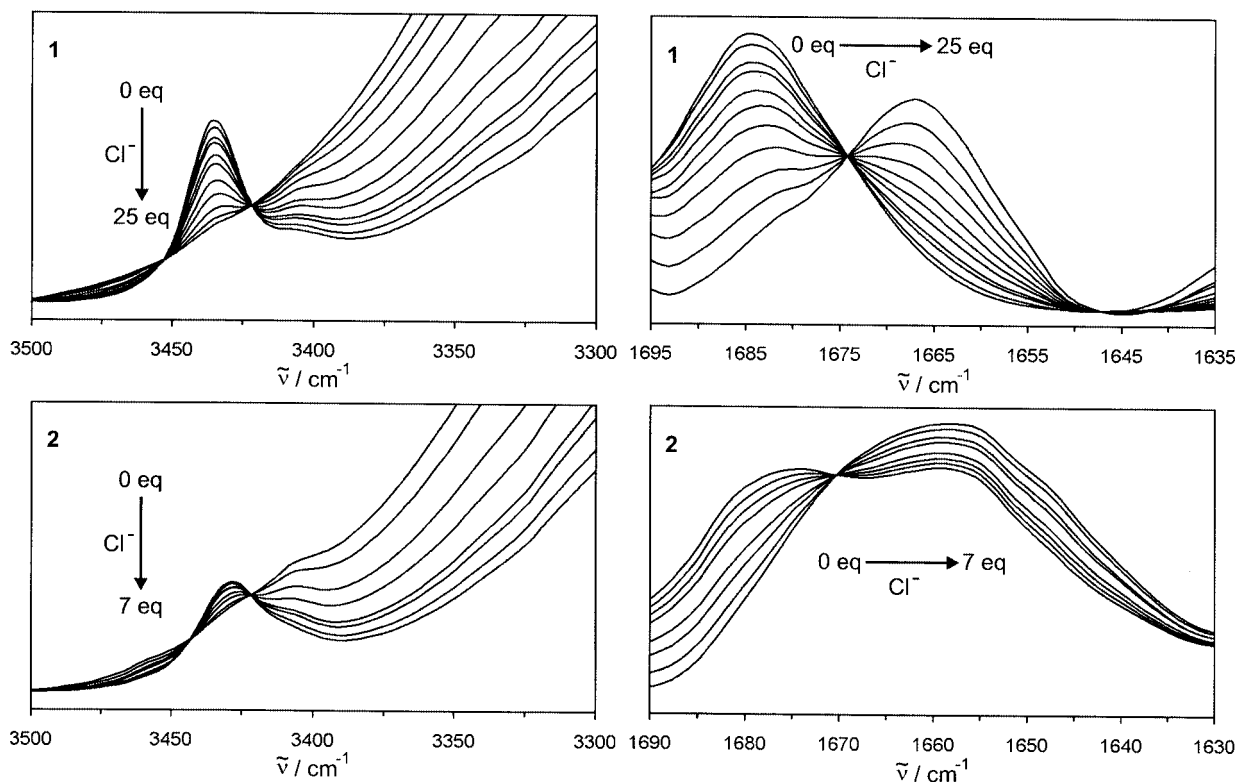 1
0 eq
Cl⁻
25 eq
3500 3450 3400 3350 3300
ν̃ / cm⁻¹
1
0 eq 25 eq
Cl⁻
1695 1685 1675 1665 1655 1645 1635
ν̃ / cm⁻¹
2
0 eq
Cl⁻
7 eq
3500 3450 3400 3350 3300
ν̃ / cm⁻¹
2
0 eq 7 eq
Cl⁻
1690 1680 1670 1660 1650 1640 1630
ν̃ / cm⁻¹